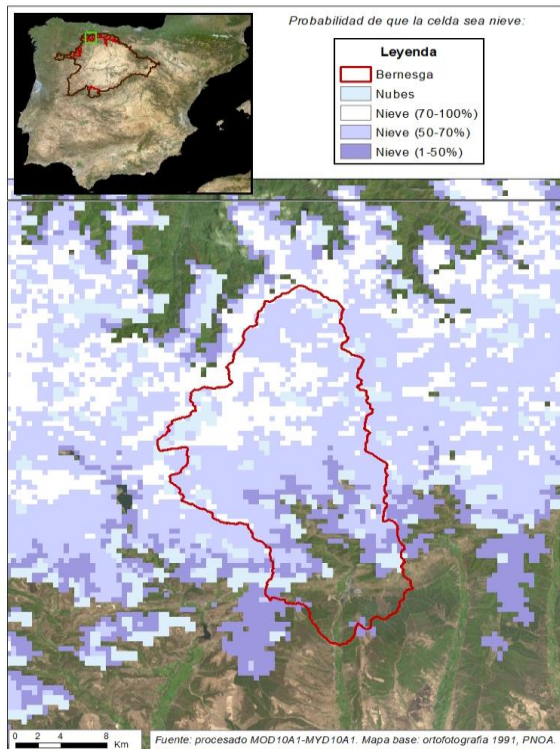 Probabilidad de que la celda sea nieve:
Leyenda
Bernesga
Nubes
Nieve (70-100%)
Nieve (50-70%)
Nieve (1-50%)
0 2 4 8
Km
Fuente: procesado MOD10A1-MYD10A1. Mapa base: ortofotografía 1991, PNOA